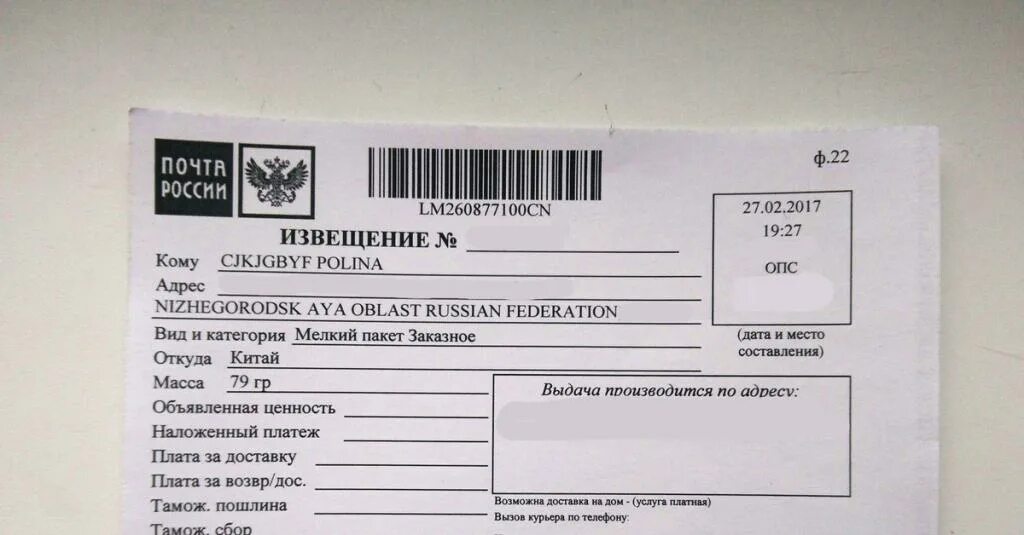 ПОЧТА
РОССИИ
LM260877100CN
ф.22
27.02.2017
19:27
ОПС
(дата и место
составления)
ИЗВЕЩЕНИЕ №
Кому CJKJGBYF POLINA
Адрес
NIZHEGORODSK AYA OBLAST RUSSIAN FEDERATION
Вид и категория Мелкий пакет Заказное
Откуда Китай
Масса 79 гр
Объявленная ценность
Наложенный платеж
Плата за доставку
Плата за возвр/дос.
Тамож. пошлина
Тамож. сбор
Выдача производится по адресу:
Возможна доставка на дом - (услуга платная)
Вызов курьера по телефону: